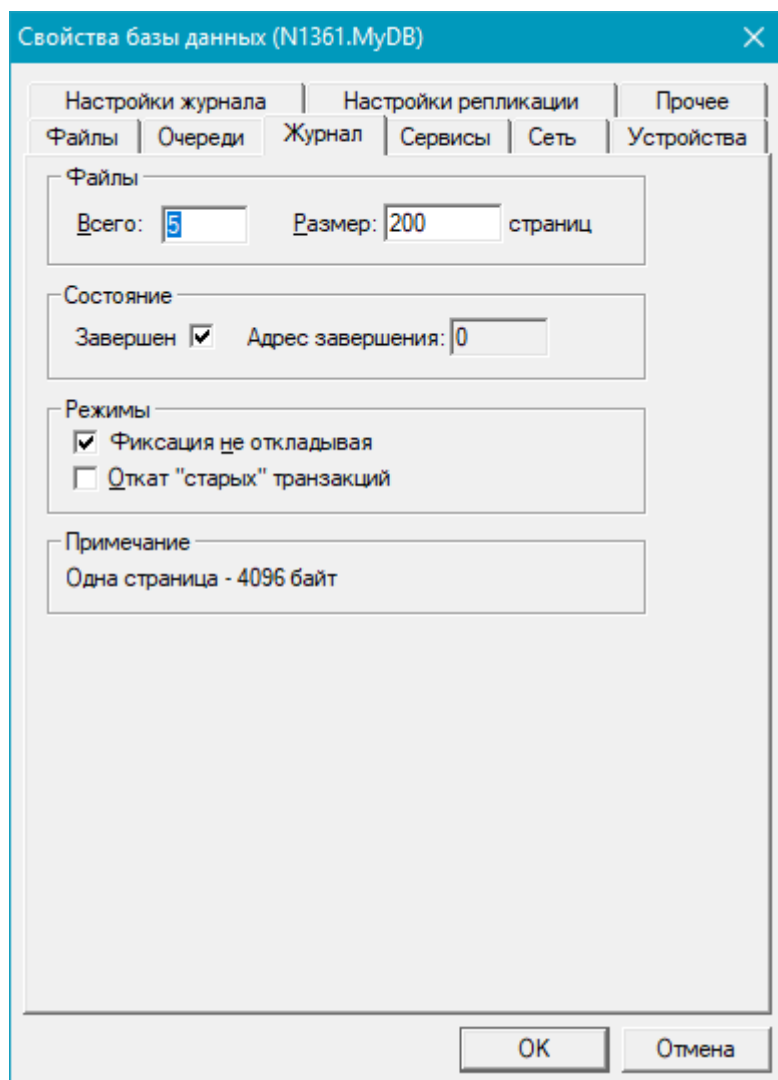 Свойства базы данных (N1361.MyDB)
Настройки журнала Настройки репликации Прочее
Файлы Очереди Журнал Сервисы Сеть Устройства
Файлы
Всего: 5 Размер: 200 страниц
Состояние
Завершен Адрес завершения: 0
Режимы
Фиксация не откладывая
Откат "старых" транзакций
Примечание
Одна страница - 4096 байт
OK Отмена